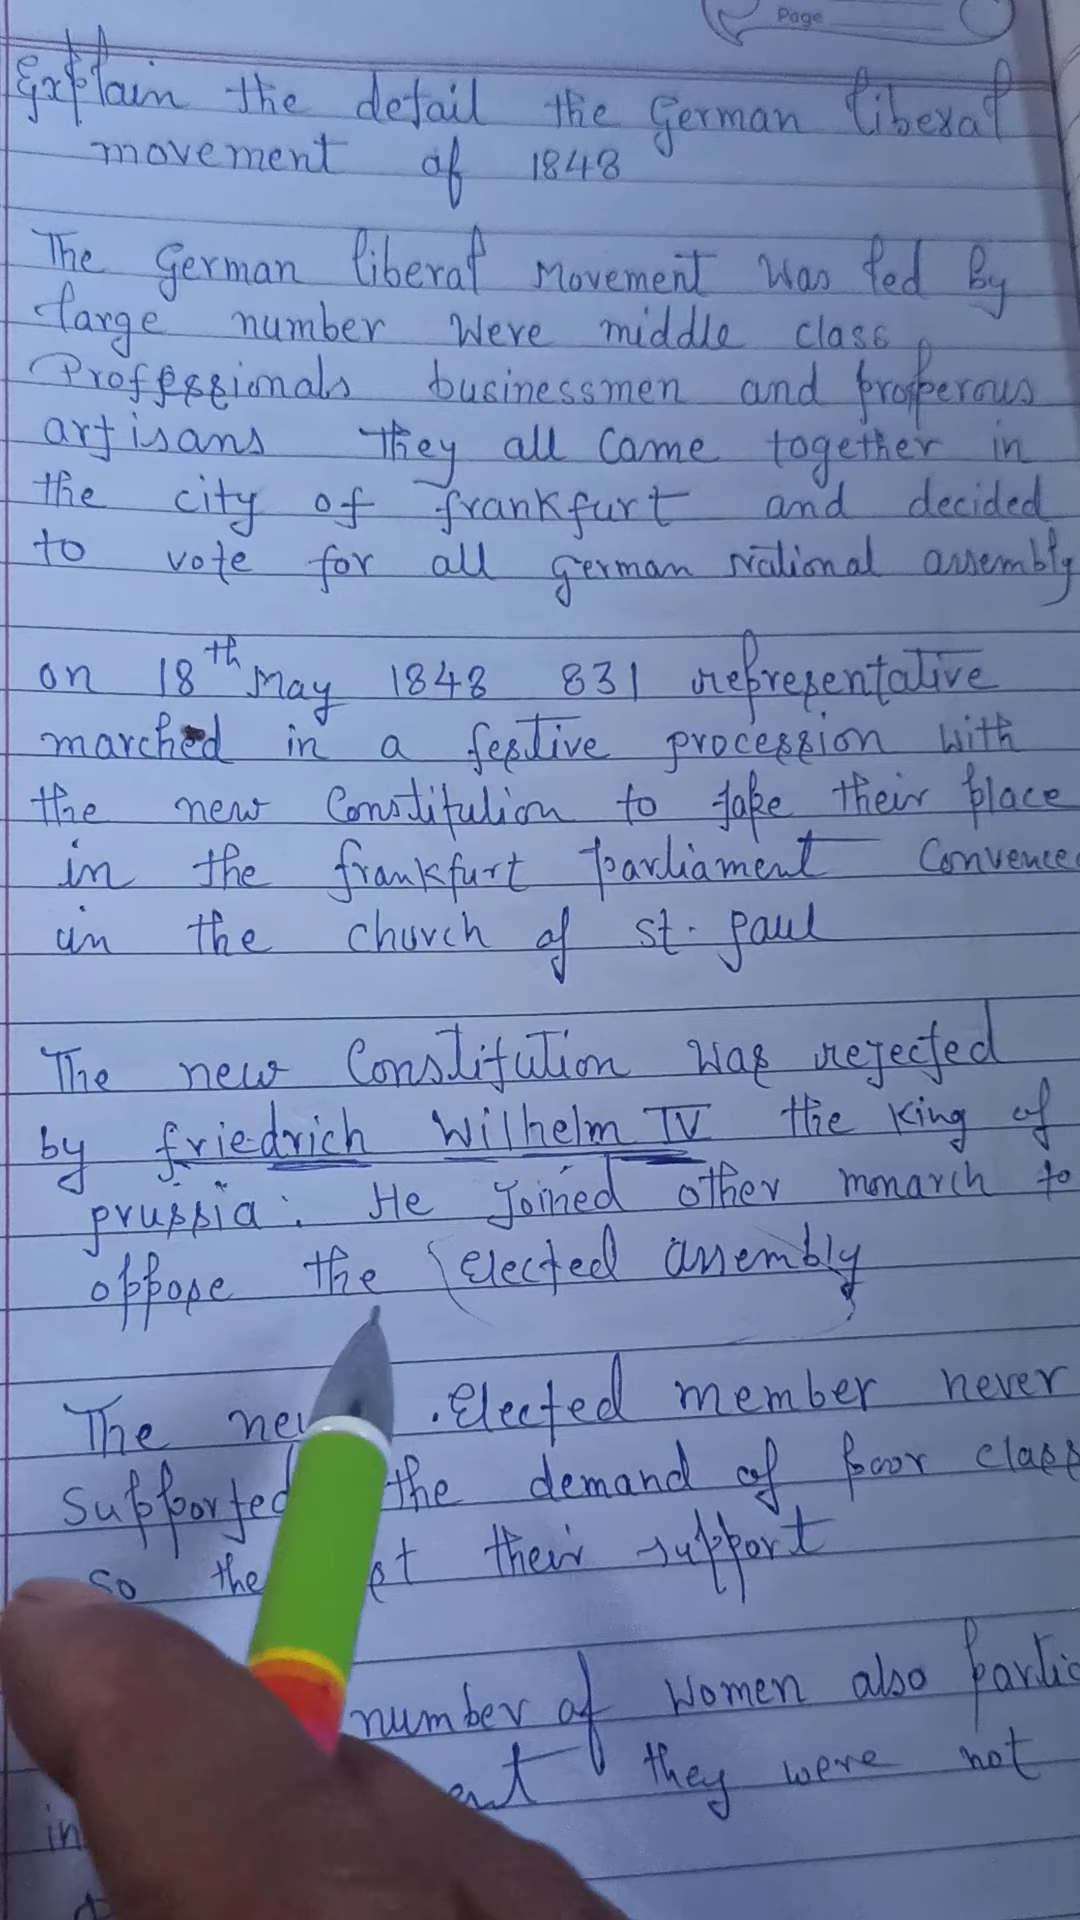 Page
Explain the detail the German liberal
movement of 1848
The German liberal Movement was led By
large number were middle class
Professionals businessmen and prosperous
artisans they all came together in
the city of frankfurt and decided
to vote for all german National assembly
on 18th May 1848 831 representative
marched in a festive procession with
the new Constitution to take their place
in the frankfurt parliament Convence
in the church of st. paul
The new Constitution was rejected
by friedrich Wilhelm IV the King of
prussia. He Joined other monarch to
oppose the Elected assembly
The Elected member never
supported the demand of poor class
so their support
number of women also
they were not
in